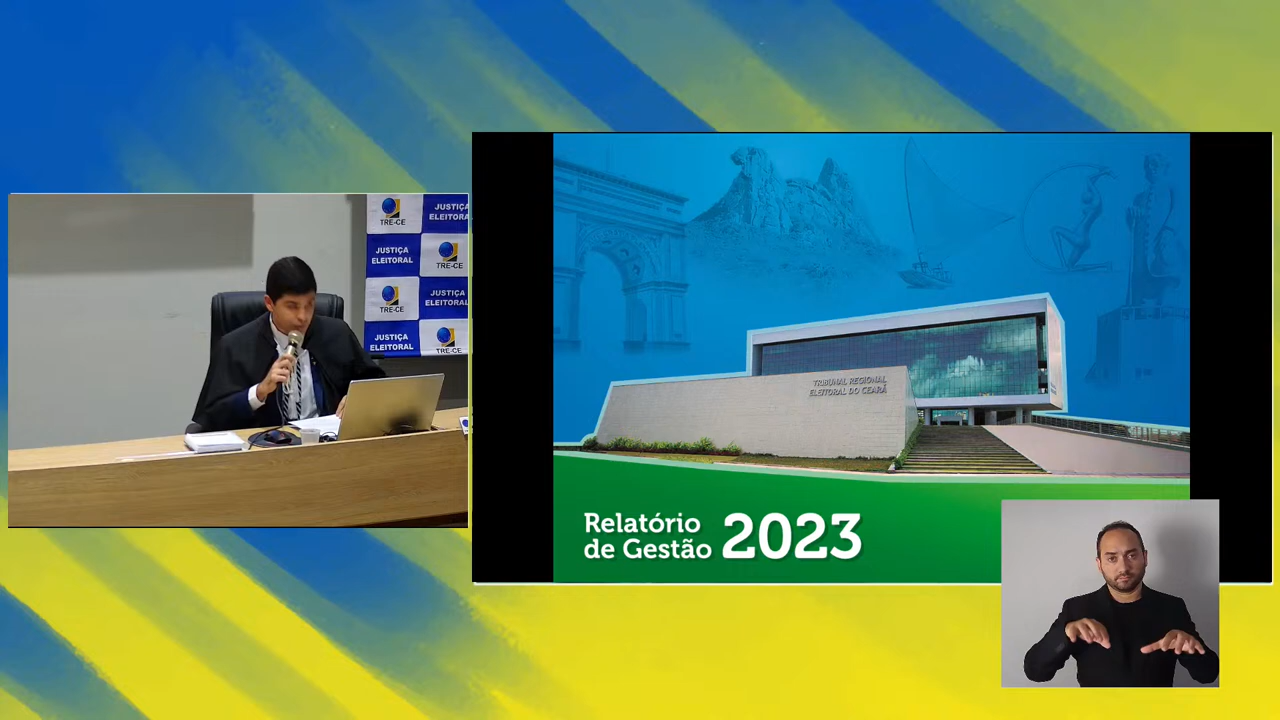 TRE-CE
JUSTIÇA
ELEITORA
JUSTIÇA
ELEITORAL
TRE-CE
TRE-CE
JUSTIÇA
ELEITORAL
JUSTIÇA
ELEITORAL
TRE-CE
TRIBUNAL REGIONAL
ELEITORAL DO CEARÁ
Relatório
de Gestão 2023